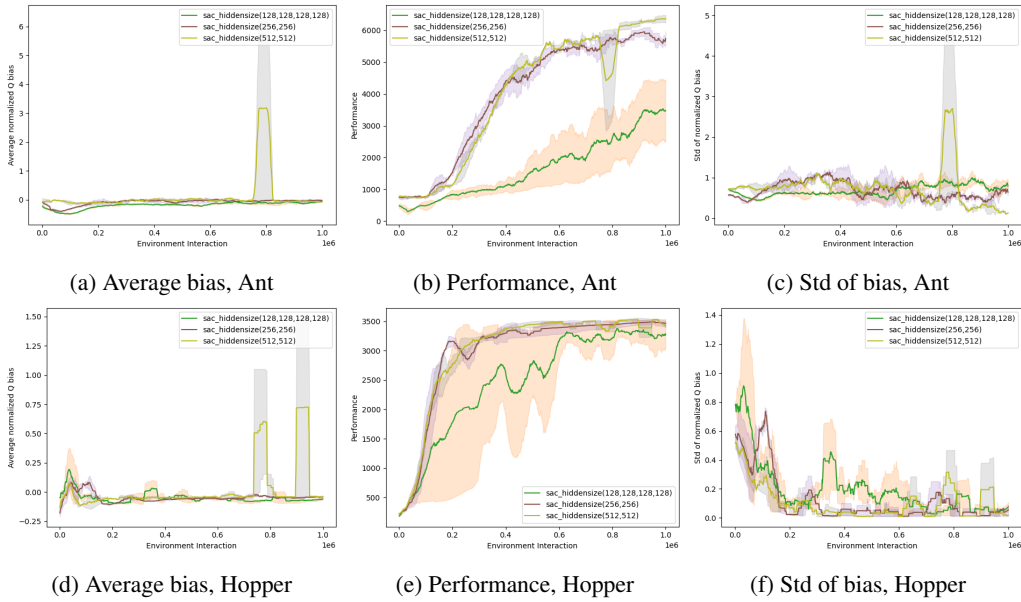 sac_hiddensize(128,128,128,128)
sac_hiddensize(256,256)
sac_hiddensize(512,512)
Average normalized Q bias
6
5
4
3
2
1
0
0.0 0.2 0.4 0.6 0.8 1.0
Environment Interaction
1e6
(a) Average bias, Ant
sac_hiddensize(128,128,128,128)
sac_hiddensize(256,256)
sac_hiddensize(512,512)
Performance
6000
5000
4000
3000
2000
1000
0
0.0 0.2 0.4 0.6 0.8 1.0
Environment Interaction
1e6
(b) Performance, Ant
sac_hiddensize(128,128,128,128)
sac_hiddensize(256,256)
sac_hiddensize(512,512)
Std of normalized Q bias
5
4
3
2
1
0
0.0 0.2 0.4 0.6 0.8 1.0
Environment Interaction
1e6
(c) Std of bias, Ant
sac_hiddensize(128,128,128,128)
sac_hiddensize(256,256)
sac_hiddensize(512,512)
Average normalized Q bias
1.50
1.25
1.00
0.75
0.50
0.25
0.00
−0.25
0.0 0.2 0.4 0.6 0.8 1.0
Environment Interaction
1e6
(d) Average bias, Hopper
Performance
3500
3000
2500
2000
1500
1000
500
sac_hiddensize(128,128,128,128)
sac_hiddensize(256,256)
sac_hiddensize(512,512)
0.0 0.2 0.4 0.6 0.8 1.0
Environment Interaction
1e6
(e) Performance, Hopper
sac_hiddensize(128,128,128,128)
sac_hiddensize(256,256)
sac_hiddensize(512,512)
Std of normalized Q bias
1.4
1.2
1.0
0.8
0.6
0.4
0.2
0.0
0.0 0.2 0.4 0.6 0.8 1.0
Environment Interaction
1e6
(f) Std of bias, Hopper